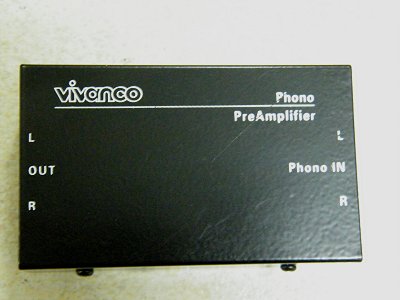 vivanco
Phono
PreAmplifier
L L
OUT Phono IN
R R